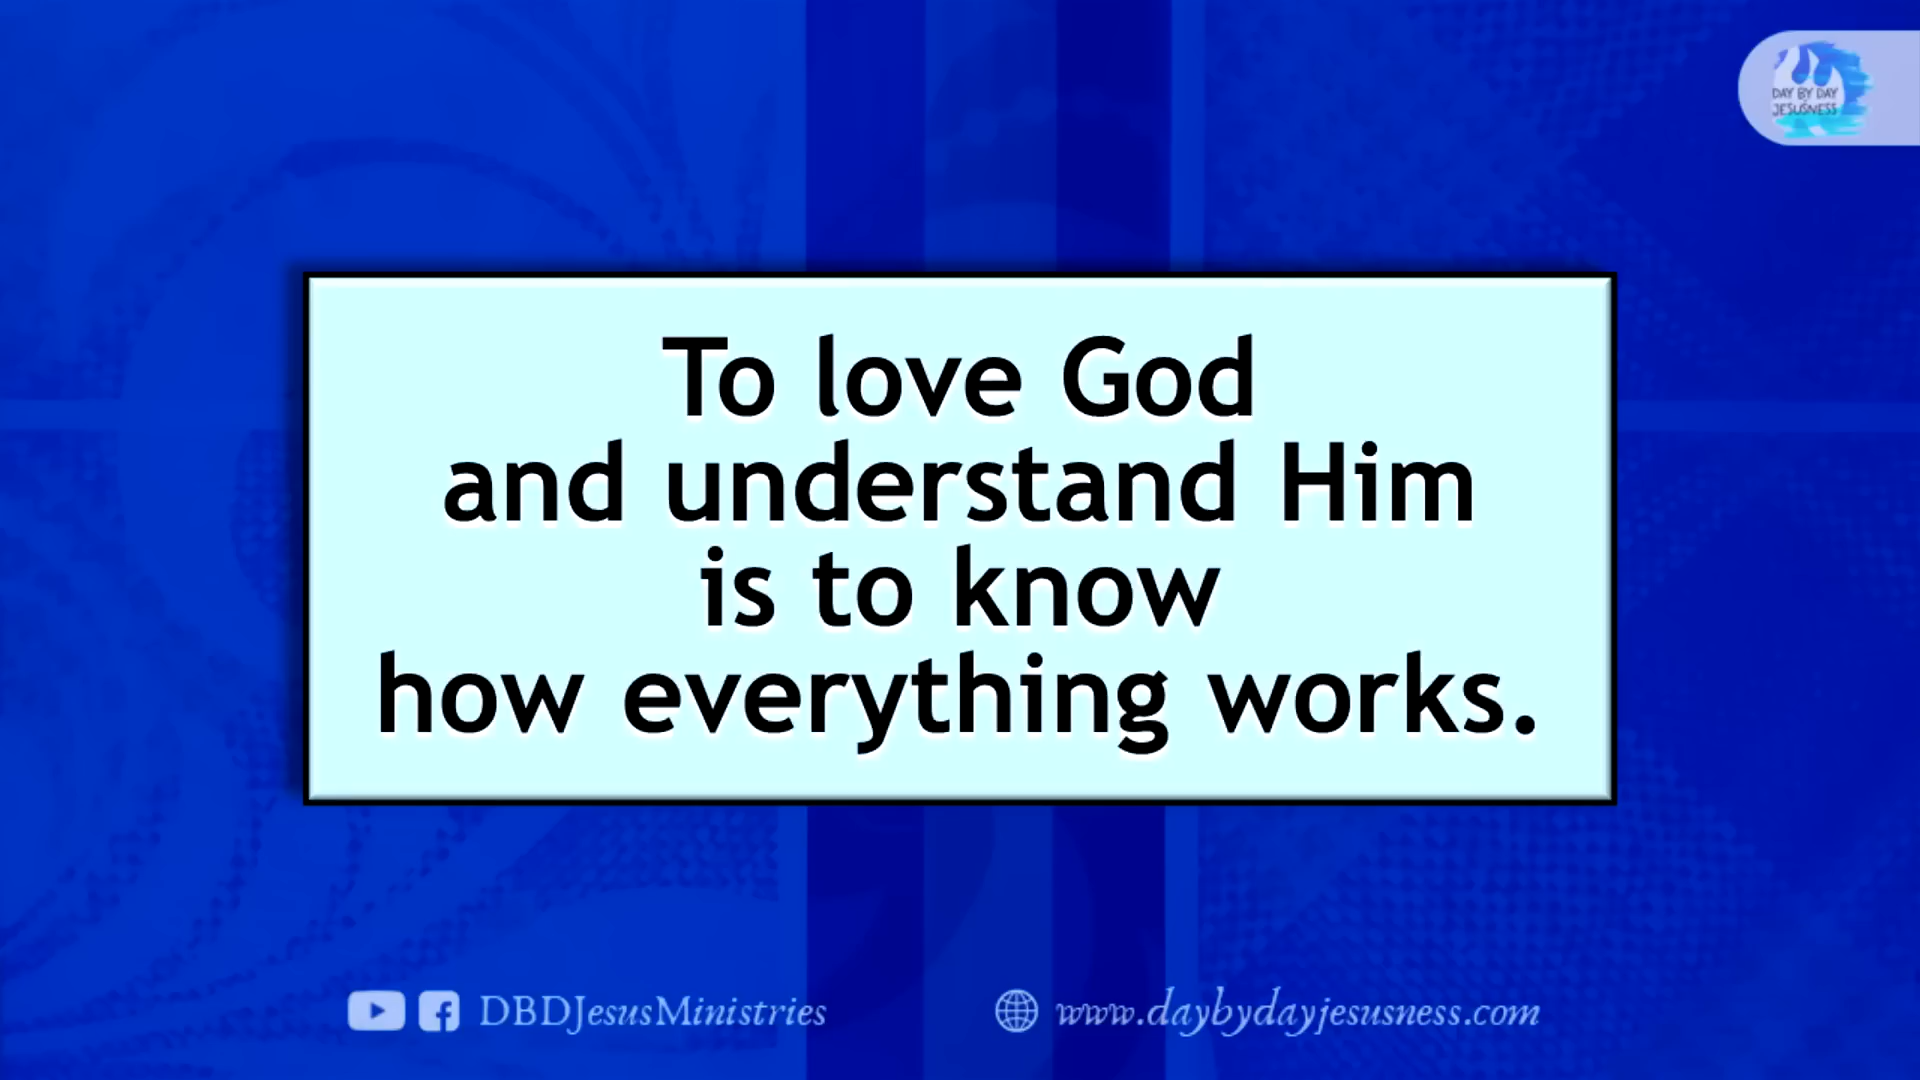 DAY BY DAY
JESUSNESS
To love God
and understand Him
is to know
how everything works.
DBDJesusMinistries
www.daybydayjesusness.com